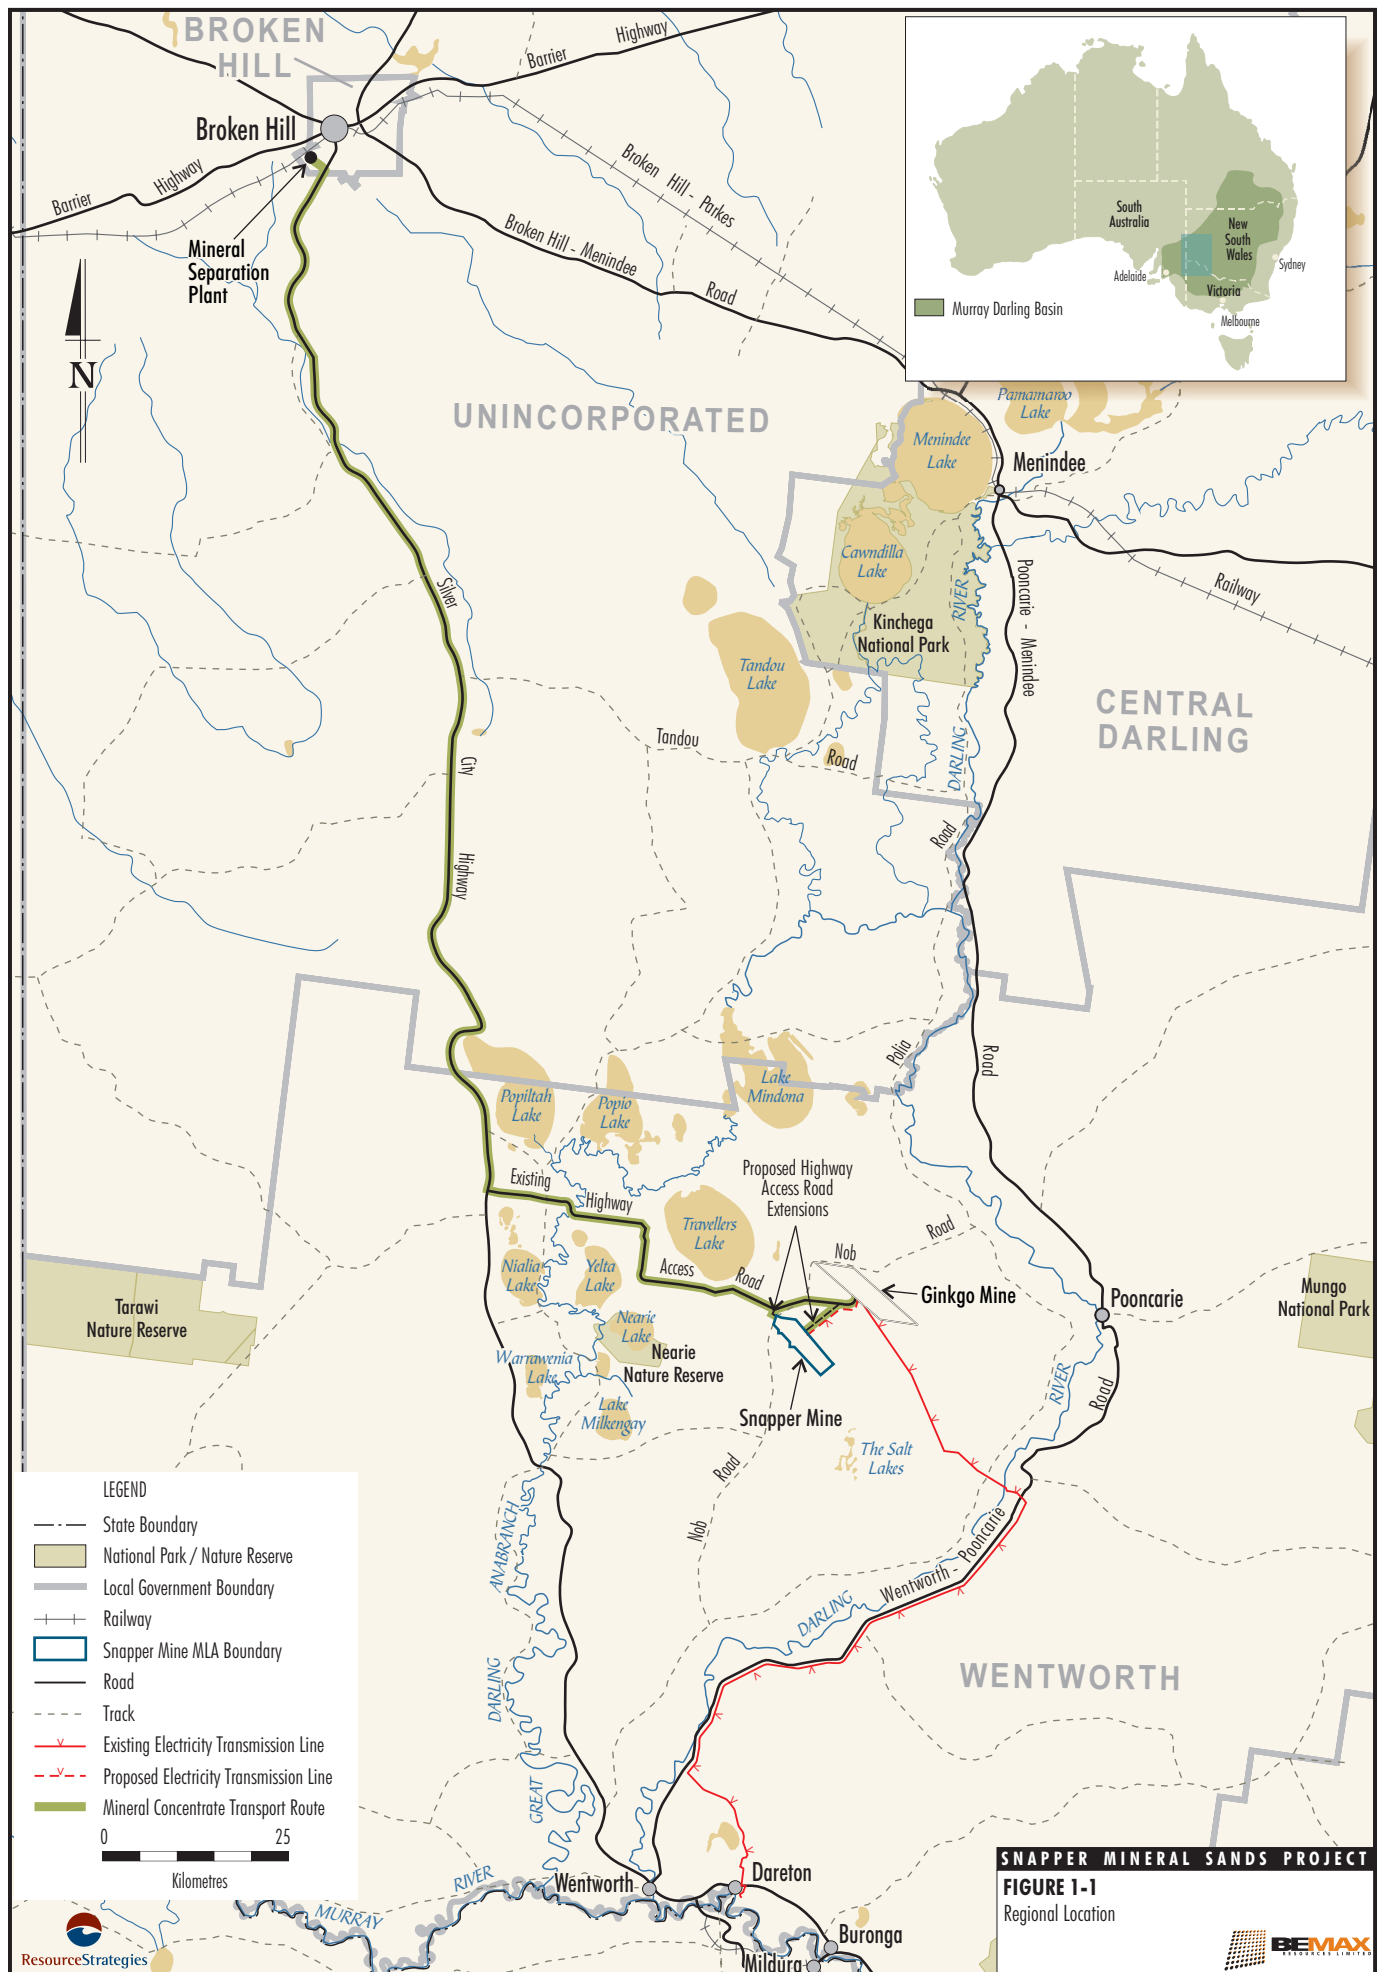 BROKEN
HILL
Barrier
Highway
Broken Hill
Barrier
Highway
Mineral
Separation
Plant
Broken Hill - Parkes
Broken Hill - Menindee
Road
N
UNINCORPORATED
South
Australia
New
South
Wales
Adelaide
Sydney
Victoria
Melbourne
Murray Darling Basin
Pamamaroo
Lake
Menindee
Lake
Menindee
Cawndilla
Lake
RIVER
Kinchega
National Park
Pooncarie - Menindee
Railway
Silver
Tandou
Lake
CENTRAL
DARLING
Tandou
Road
DARLING
City
Road
Highway
Polia
Road
Popiltah
Lake
Popio
Lake
Lake
Mindona
Existing
Highway
Proposed Highway
Access Road
Extensions
Travellers
Lake
Road
Nob
Nialia
Lake
Yelta
Lake
Access
Road
Ginkgo Mine
Pooncarie
Mungo
National Park
Tarawi
Nature Reserve
Nearie
Lake
Nearie
Nature Reserve
Warrawenia
Lake
Lake
Milkengay
Snapper Mine
RIVER
Road
The Salt
Lakes
Road
Nob
ANABRANCH
Wentworth - Pooncarie
DARLING
DARLING
WENTWORTH
GREAT
LEGEND
State Boundary
National Park / Nature Reserve
Local Government Boundary
Railway
Snapper Mine MLA Boundary
Road
Track
Existing Electricity Transmission Line
Proposed Electricity Transmission Line
Mineral Concentrate Transport Route
0 25
Kilometres
RIVER
MURRAY
Wentworth
Dareton
Buronga
Mildura
ResourceStrategies
SNAPPER MINERAL SANDS PROJECT
FIGURE 1-1
Regional Location
BEMAX
RESOURCES LIMITED